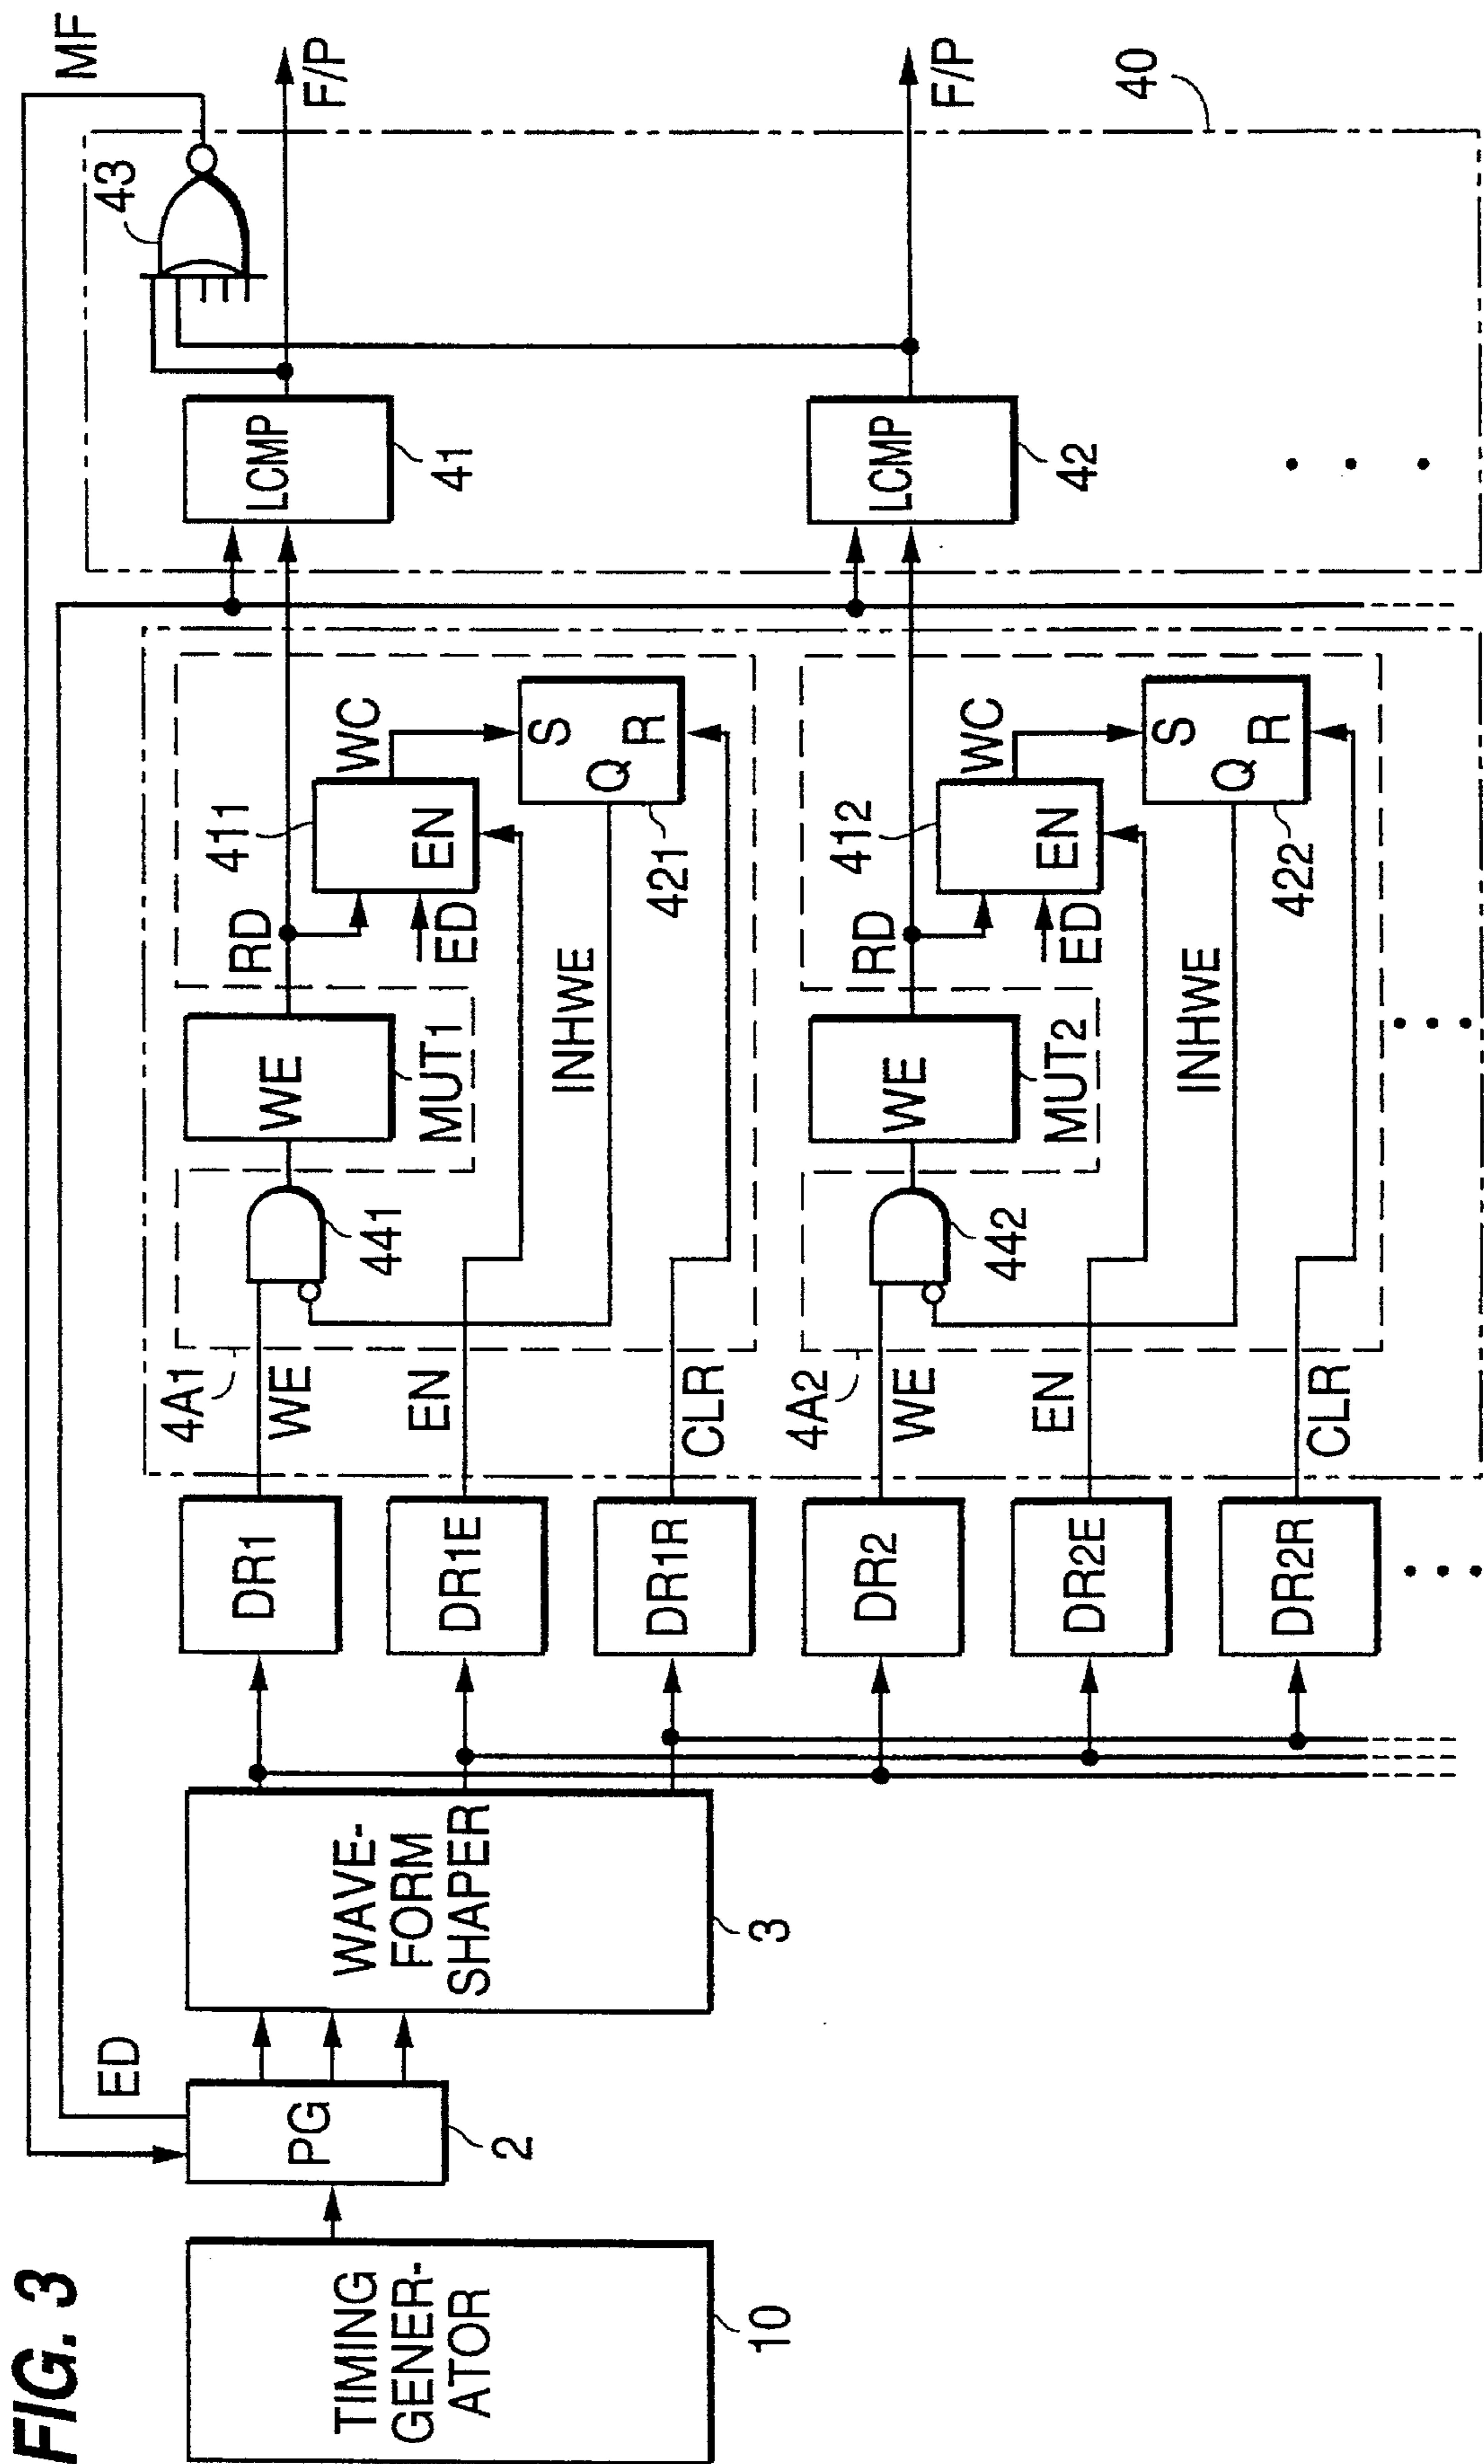 FIG. 3
TIMING
GENER-
ATOR
10
PG
2
ED
MF
WAVE-
FORM
SHAPER
3
DR1
DR1E
DR1R
DR2
DR2E
DR2R
4A1
WE
EN
CLR
441
WE
MUT1
RD
411
ED
EN
WC
S
Q
R
421
INHWE
4A2
WE
EN
CLR
442
WE
MUT2
RD
412
ED
EN
WC
S
Q
R
422
INHWE
LCMP
41
LCMP
42
43
F/P
F/P
40